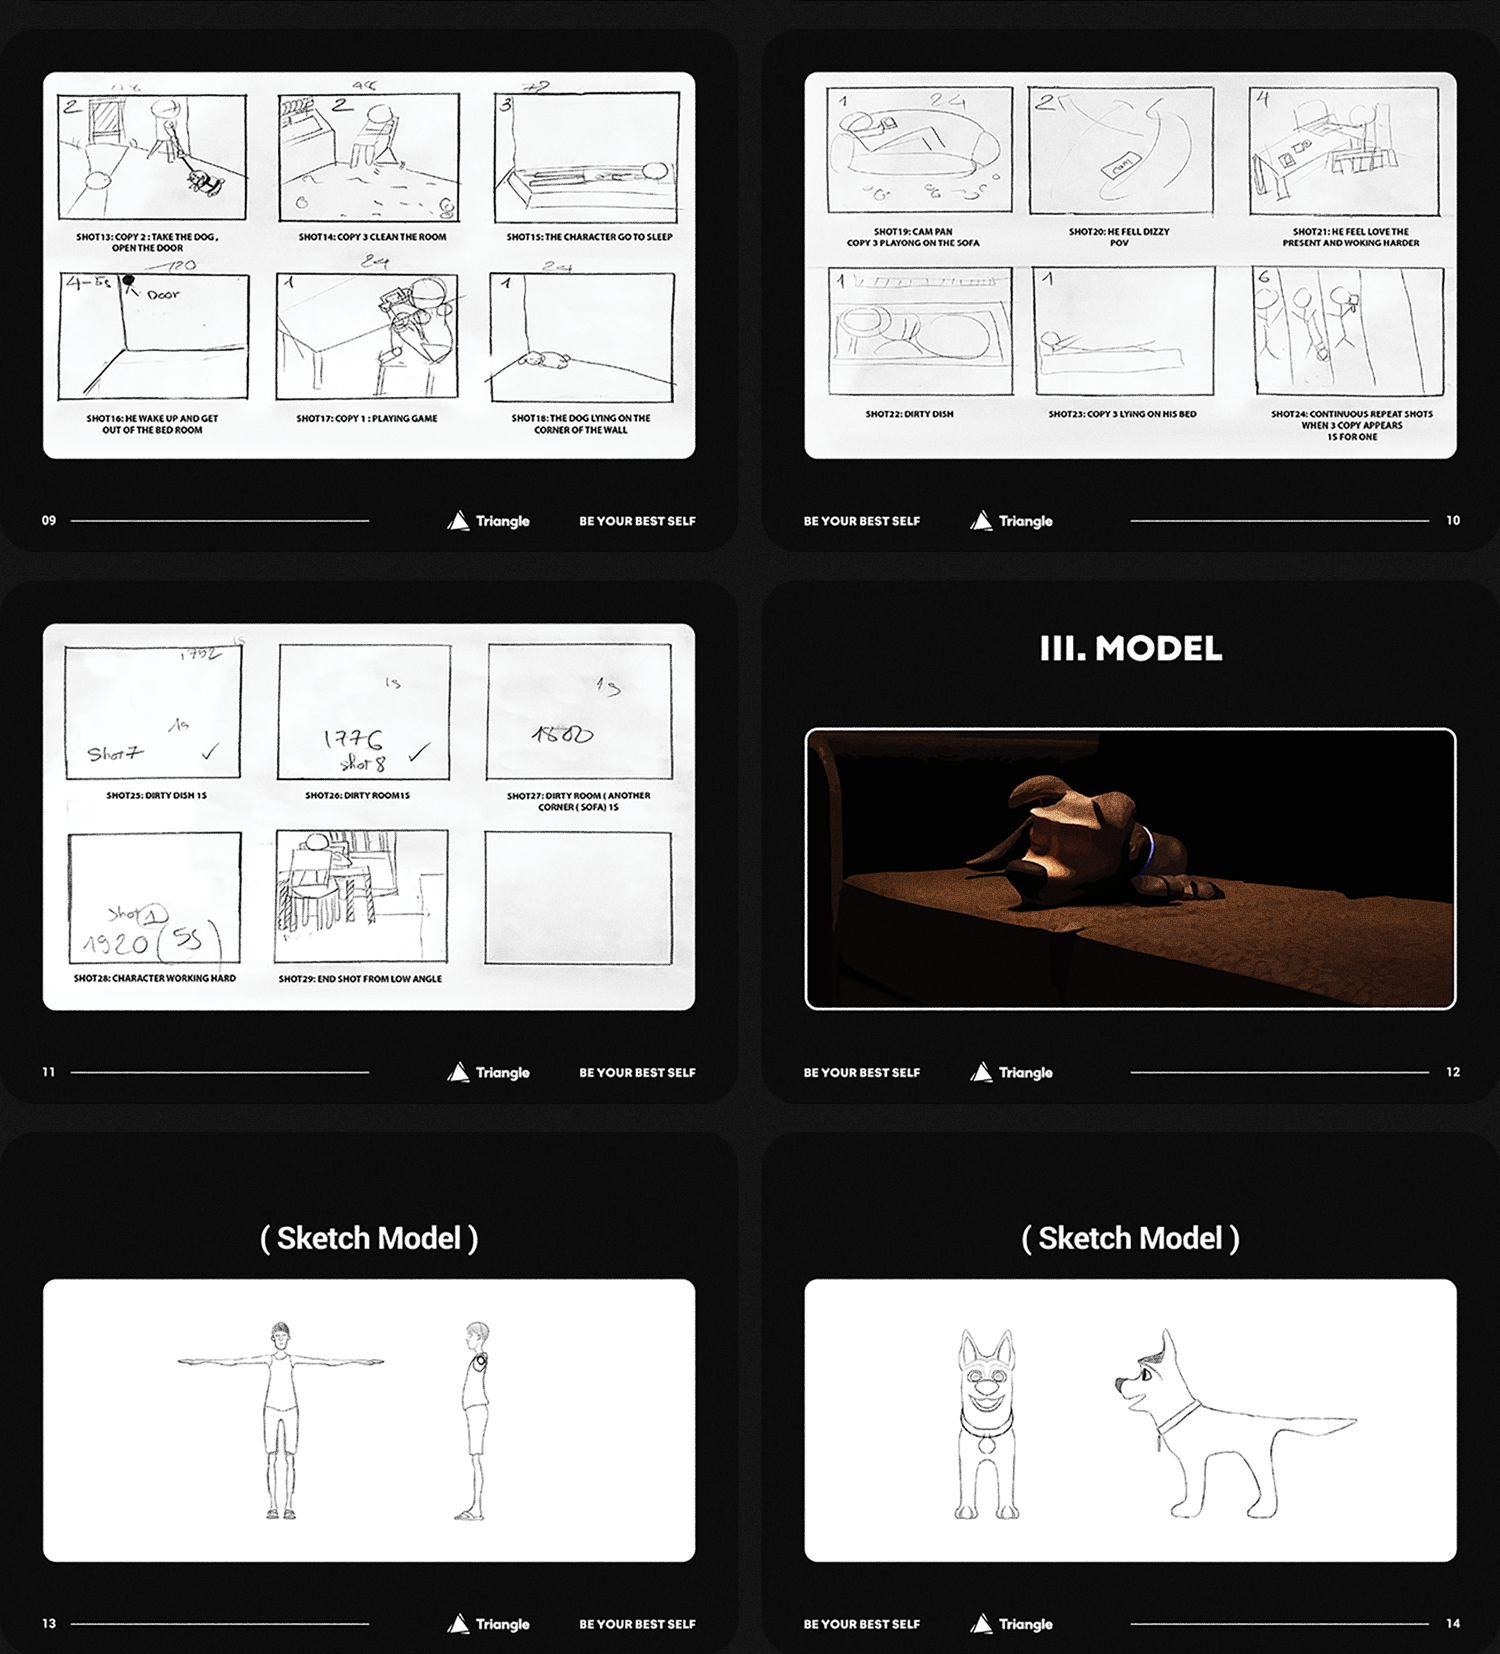 2
2
48
3
72
SHOT13: COPY 2 : TAKE THE DOG,
OPEN THE DOOR
SHOT14: COPY 3 CLEAN THE ROOM
SHOT15: THE CHARACTER GO TO SLEEP
4-5s
120
Door
1
24
1
24
SHOT16: HE WAKE UP AND GET
OUT OF THE BED ROOM
SHOT17: COPY 1 : PLAYING GAME
SHOT18: THE DOG LYING ON THE
CORNER OF THE WALL
09
Triangle
BE YOUR BEST SELF
1
24
2
cam
4
SHOT19: CAM PAN
COPY 3 PLAYONG ON THE SOFA
SHOT20: HE FELL DIZZY
POV
SHOT21: HE FEEL LOVE THE
PRESENT AND WOKING HARDER
1
1
6
SHOT22: DIRTY DISH
SHOT23: COPY 3 LYING ON HIS BED
SHOT24: CONTINUOUS REPEAT SHOTS
WHEN 3 COPY APPEARS
1S FOR ONE
BE YOUR BEST SELF
Triangle
10
1s
1752
1s
Shot 7
1s
1776
shot 8
1s
1800
SHOT25: DIRTY DISH 1S
SHOT26: DIRTY ROOM1S
SHOT27: DIRTY ROOM ( ANOTHER
CORNER ( SOFA) 1S
Shot 1
1920 (5s)
SHOT28: CHARACTER WORKING HARD
SHOT29: END SHOT FROM LOW ANGLE
11
Triangle
BE YOUR BEST SELF
III. MODEL
BE YOUR BEST SELF
Triangle
12
( Sketch Model )
13
Triangle
BE YOUR BEST SELF
( Sketch Model )
BE YOUR BEST SELF
Triangle
14